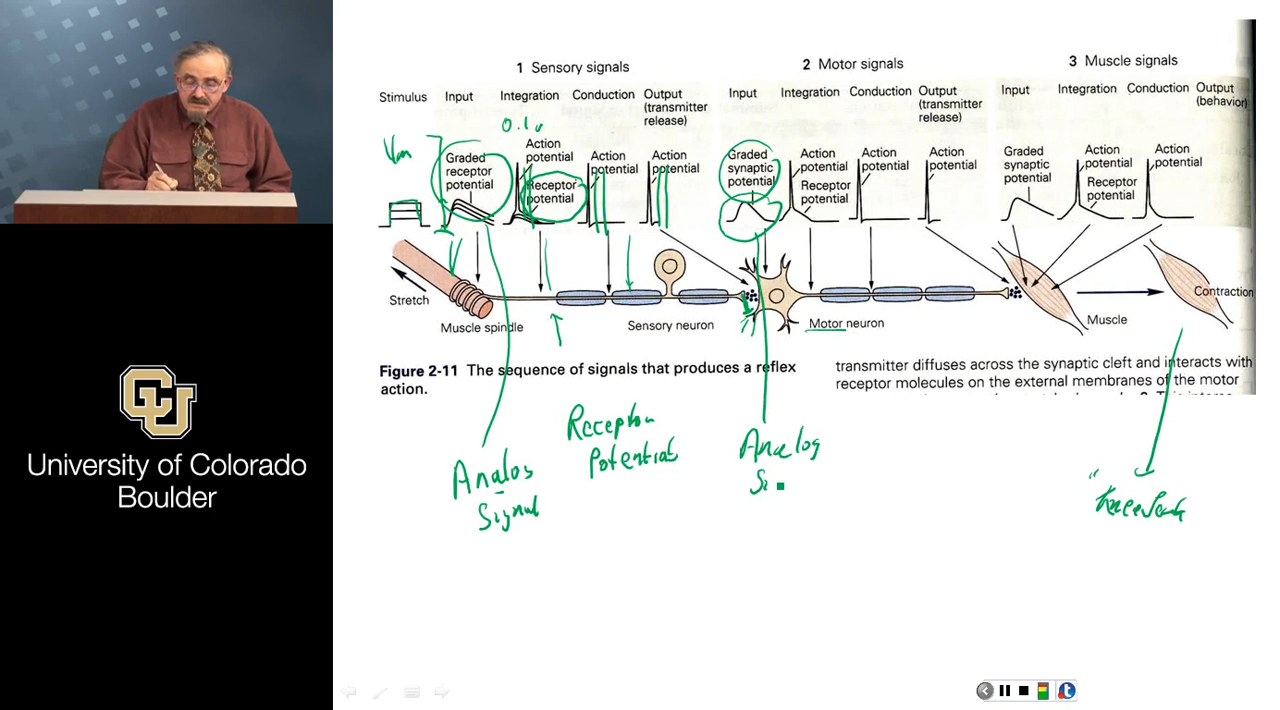 1 Sensory signals
2 Motor signals
3 Muscle signals
Stimulus
Input
Integration
Conduction
Output
(transmitter
release)
Input
Integration
Conduction
Output
(transmitter
release)
Input
Integration
Conduction
Output
(behavior)
Vm
0.1
Graded
receptor
potential
Action
potential
Receptor
potential
Action
potential
Action
potential
Graded
synaptic
potential
Action
potential
Receptor
potential
Action
potential
Action
potential
Graded
synaptic
potential
Action
potential
Receptor
potential
Action
potential
Stretch
Muscle spindle
Sensory neuron
Motor neuron
Muscle
Contraction
Figure 2-11 The sequence of signals that produces a reflex
action.
transmitter diffuses across the synaptic cleft and interacts with
receptor molecules on the external membranes of the motor
Receptor
Potential
Analog
Signal
Analog
Si
CU
University of Colorado
Boulder